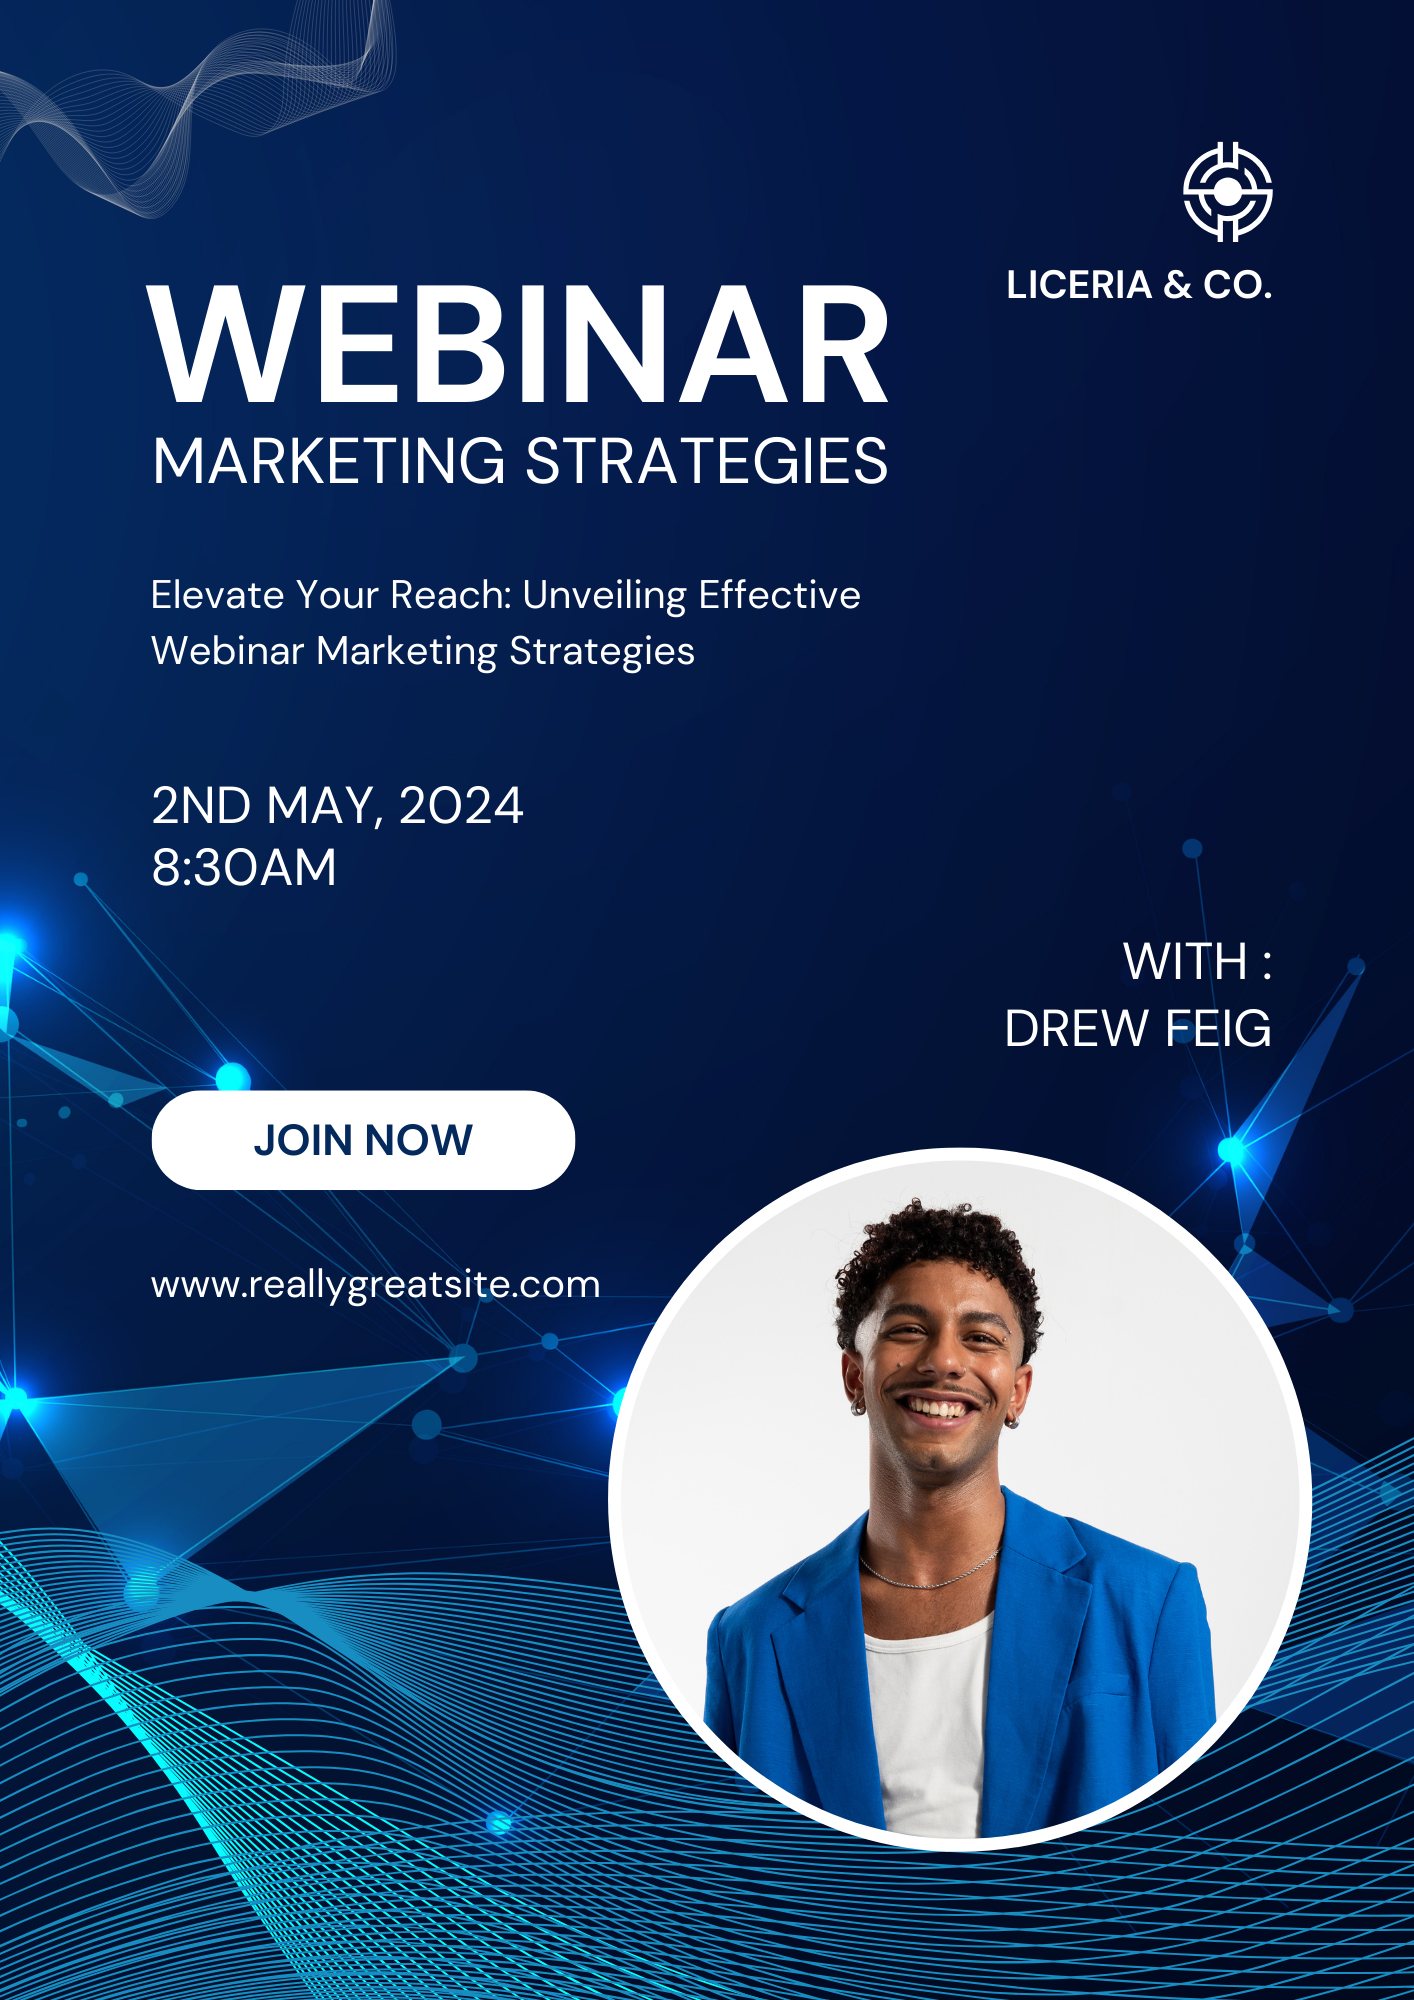 LICERIA & CO.
WEBINAR
MARKETING STRATEGIES
Elevate Your Reach: Unveiling Effective
Webinar Marketing Strategies
2ND MAY, 2024
8:30AM
WITH :
DREW FEIG
JOIN NOW
www.reallygreatsite.com